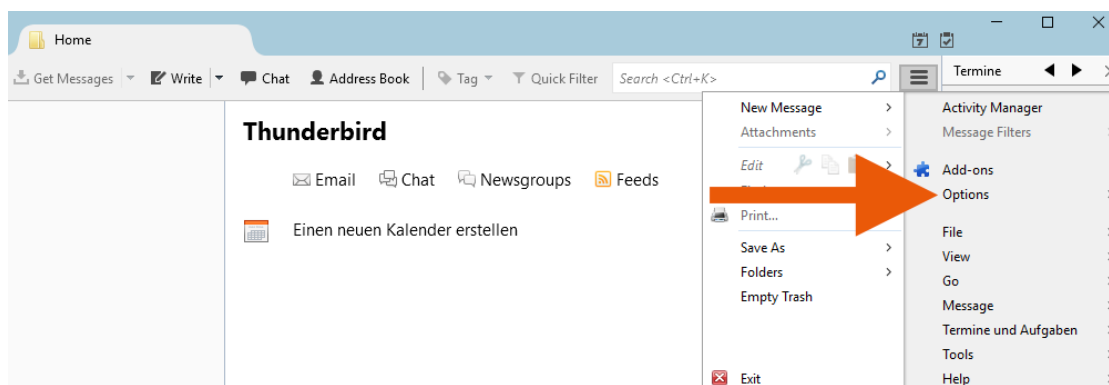 Home
7
Get Messages Write Chat Address Book Tag Quick Filter Search <Ctrl+K>
Termine
Thunderbird
Email Chat Newsgroups Feeds
Einen neuen Kalender erstellen
New Message
Attachments
Edit
Print...
Save As
Folders
Empty Trash
Exit
Activity Manager
Message Filters
Add-ons
Options
File
View
Go
Message
Termine und Aufgaben
Tools
Help